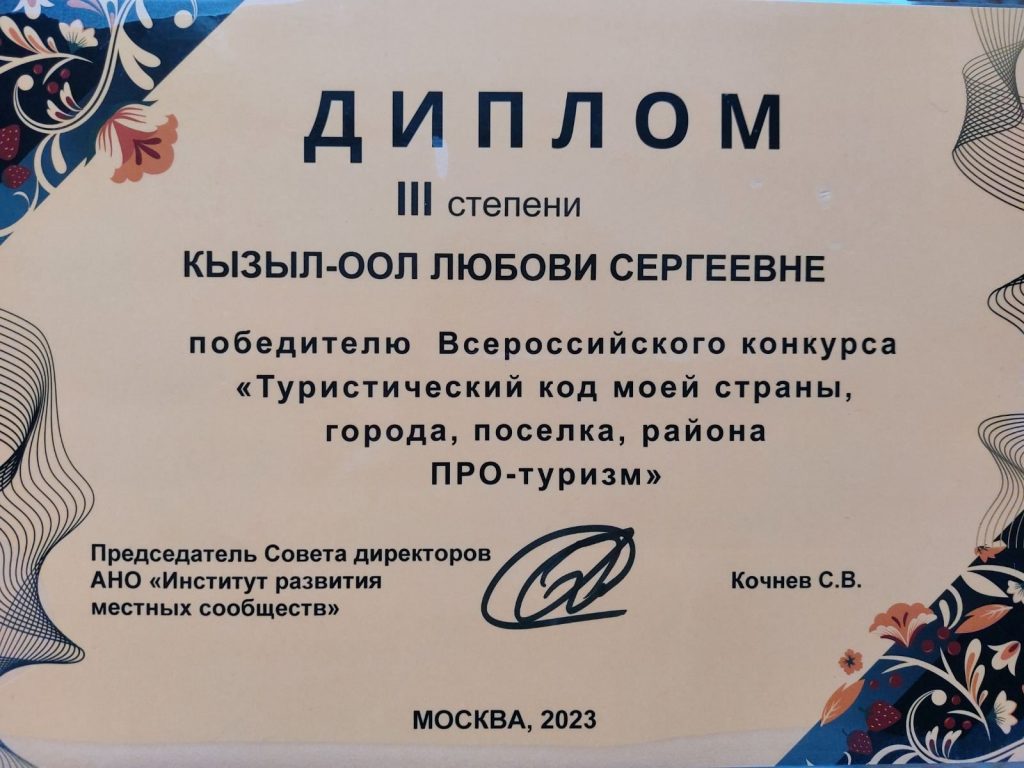 ДИПЛОМ
III степени
КЫЗЫЛ-ООЛ ЛЮБОВИ СЕРГЕЕВНЕ
победителю Всероссийского конкурса
«Туристический код моей страны,
города, поселка, района
ПРО-туризм»
Председатель Совета директоров
АНО «Институт развития
местных сообществ»
Кочнев С.В.
МОСКВА, 2023